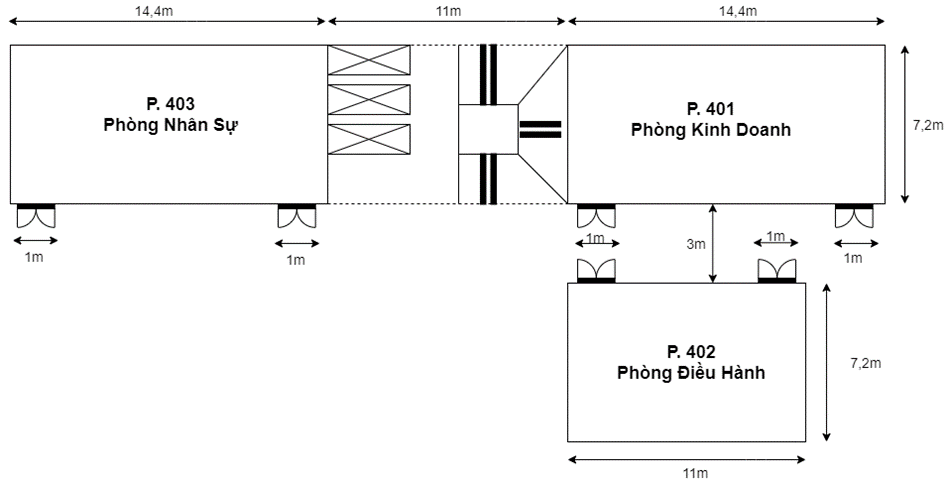 14,4m
11m
14,4m
P. 403
Phòng Nhân Sự
P. 401
Phòng Kinh Doanh
7,2m
1m
1m
1m
3m
1m
1m
P. 402
Phòng Điều Hành
7,2m
11m